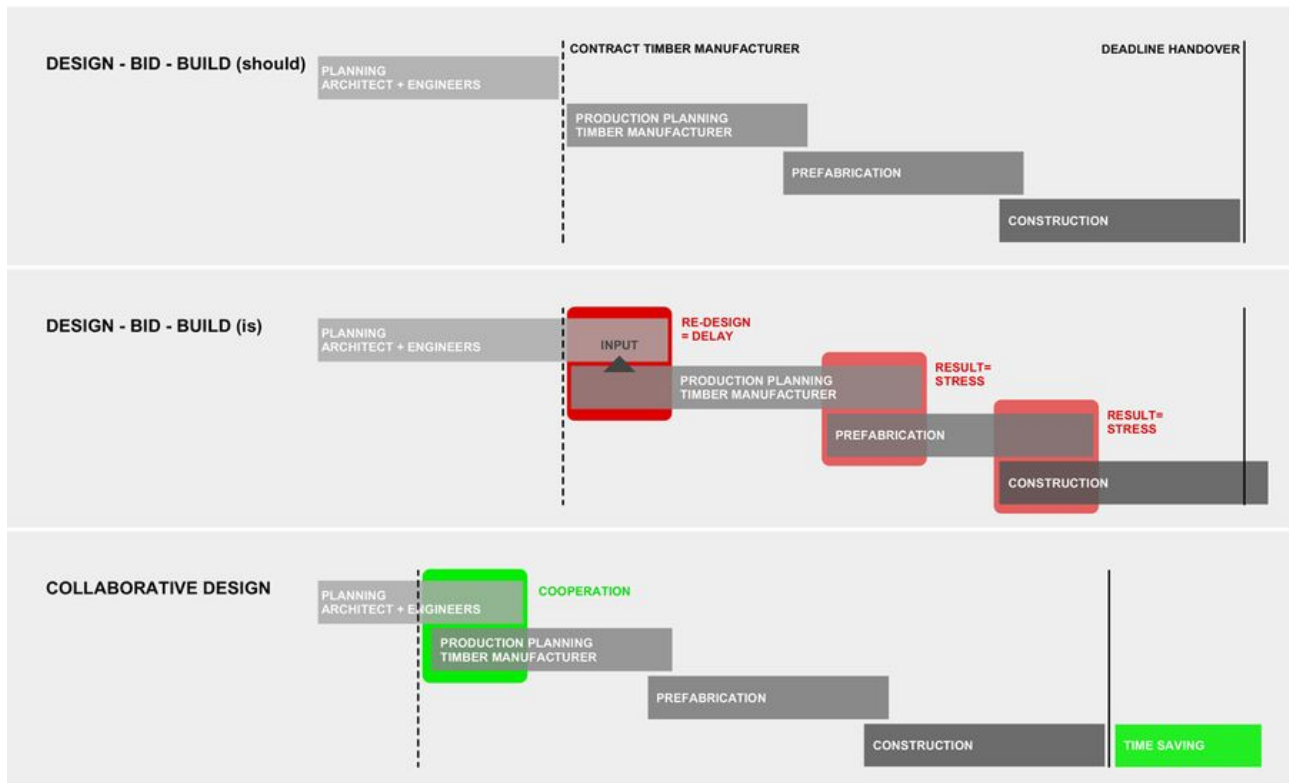 CONTRACT TIMBER MANUFACTURER
DEADLINE HANDOVER
DESIGN - BID - BUILD (should)
PLANNING
ARCHITECT + ENGINEERS
PRODUCTION PLANNING
TIMBER MANUFACTURER
PREFABRICATION
CONSTRUCTION
DESIGN - BID - BUILD (is)
PLANNING
ARCHITECT + ENGINEERS
INPUT
RE-DESIGN
= DELAY
PRODUCTION PLANNING
TIMBER MANUFACTURER
RESULT=
STRESS
PREFABRICATION
RESULT=
STRESS
CONSTRUCTION
COLLABORATIVE DESIGN
PLANNING
ARCHITECT + ENGINEERS
COOPERATION
PRODUCTION PLANNING
TIMBER MANUFACTURER
PREFABRICATION
CONSTRUCTION
TIME SAVING